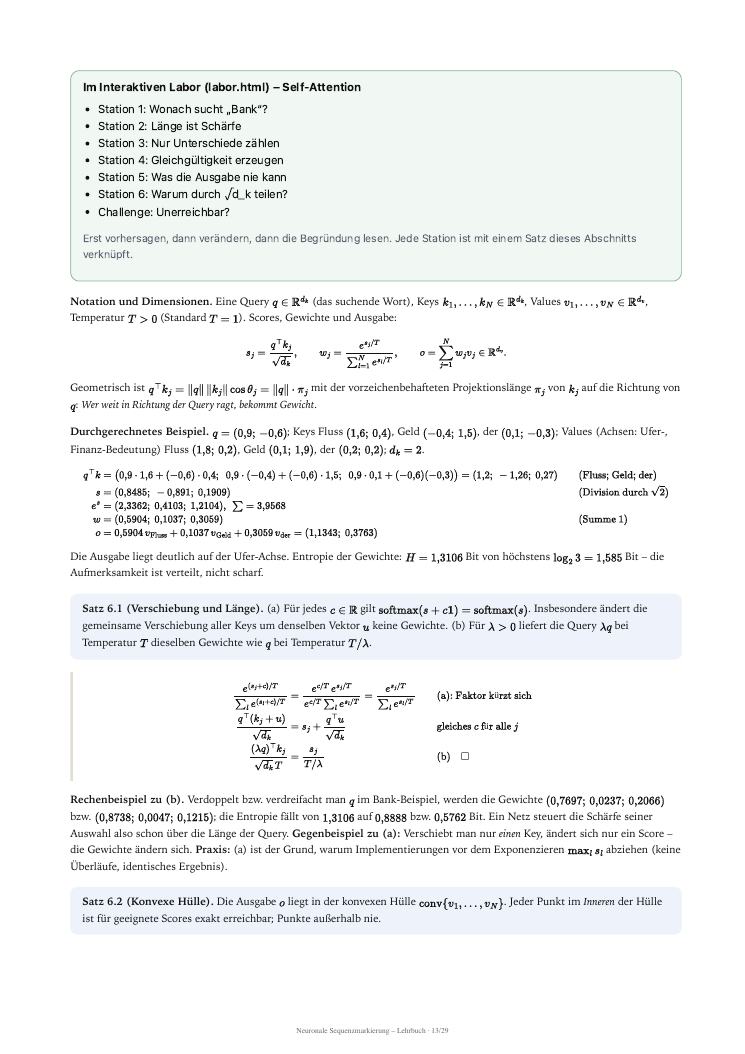 Im Interaktiven Labor (labor.html) – Self-Attention
• Station 1: Wonach sucht „Bank“?
• Station 2: Länge ist Schärfe
• Station 3: Nur Unterschiede zählen
• Station 4: Gleichgültigkeit erzeugen
• Station 5: Was die Ausgabe nie kann
• Station 6: Warum durch √d_k teilen?
• Challenge: Unerreichbar?
Erst vorhersagen, dann verändern, dann die Begründung lesen. Jede Station ist mit einem Satz dieses Abschnitts
verknüpft.
Notation und Dimensionen. Eine Query q ∈ ℝ^{d_k} (das suchende Wort), Keys k_1, …, k_N ∈ ℝ^{d_k}, Values v_1, …, v_N ∈ ℝ^{d_v},
Temperatur T > 0 (Standard T = 1). Scores, Gewichte und Ausgabe:
s_j = q^⊤k_j / √d_k, w_j = e^{s_j/T} / ∑_{l=1}^N e^{s_l/T}, o = ∑_{j=1}^N w_j v_j ∈ ℝ^{d_v}.
Geometrisch ist q^⊤k_j = ‖q‖ ‖k_j‖ cos θ_j = ‖q‖ · π_j mit der vorzeichenbehafteten Projektionslänge π_j von k_j auf die Richtung von
q: Wer weit in Richtung der Query ragt, bekommt Gewicht.
Durchgerechnetes Beispiel. q = (0,9; −0,6); Keys Fluss (1,6; 0,4), Geld (−0,4; 1,5), der (0,1; −0,3); Values (Achsen: Ufer-,
Finanz-Bedeutung) Fluss (1,8; 0,2), Geld (0,1; 1,9), der (0,2; 0,2); d_k = 2.
q^⊤k = (0,9 · 1,6 + (−0,6) · 0,4; 0,9 · (−0,4) + (−0,6) · 1,5; 0,9 · 0,1 + (−0,6)(−0,3)) = (1,2; −1,26; 0,27) (Fluss; Geld; der)
s = (0,8485; −0,891; 0,1909) (Division durch √2)
e^s = (2,3362; 0,4103; 1,2104), ∑ = 3,9568
w = (0,5904; 0,1037; 0,3059) (Summe 1)
o = 0,5904 v_Fluss + 0,1037 v_Geld + 0,3059 v_der = (1,1343; 0,3763)
Die Ausgabe liegt deutlich auf der Ufer-Achse. Entropie der Gewichte: H = 1,3106 Bit von höchstens log_2 3 = 1,585 Bit – die
Aufmerksamkeit ist verteilt, nicht scharf.
Satz 6.1 (Verschiebung und Länge). (a) Für jedes c ∈ ℝ gilt softmax(s + c1) = softmax(s). Insbesondere ändert die
gemeinsame Verschiebung aller Keys um denselben Vektor u keine Gewichte. (b) Für λ > 0 liefert die Query λq bei
Temperatur T dieselben Gewichte wie q bei Temperatur T/λ.
e^{(s_j+c)/T} / ∑_l e^{(s_l+c)/T} = e^{c/T} e^{s_j/T} / e^{c/T} ∑_l e^{s_l/T} = e^{s_j/T} / ∑_l e^{s_l/T} (a): Faktor kürzt sich
q^⊤(k_j + u) / √d_k = s_j + q^⊤u / √d_k gleiches c für alle j
(λq)^⊤k_j / √d_k T = s_j / T/λ (b) □
Rechenbeispiel zu (b). Verdoppelt bzw. verdreifacht man q im Bank-Beispiel, werden die Gewichte (0,7697; 0,0237; 0,2066)
bzw. (0,8738; 0,0047; 0,1215); die Entropie fällt von 1,3106 auf 0,8888 bzw. 0,5762 Bit. Ein Netz steuert die Schärfe seiner
Auswahl also schon über die Länge der Query. Gegenbeispiel zu (a): Verschiebt man nur einen Key, ändert sich nur ein Score –
die Gewichte ändern sich. Praxis: (a) ist der Grund, warum Implementierungen vor dem Exponenzieren max_l s_l abziehen (keine
Überläufe, identisches Ergebnis).
Satz 6.2 (Konvexe Hülle). Die Ausgabe o liegt in der konvexen Hülle conv{v_1, …, v_N}. Jeder Punkt im Inneren der Hülle
ist für geeignete Scores exakt erreichbar; Punkte außerhalb nie.
Neuronale Sequenzmarkierung – Lehrbuch · 13/29